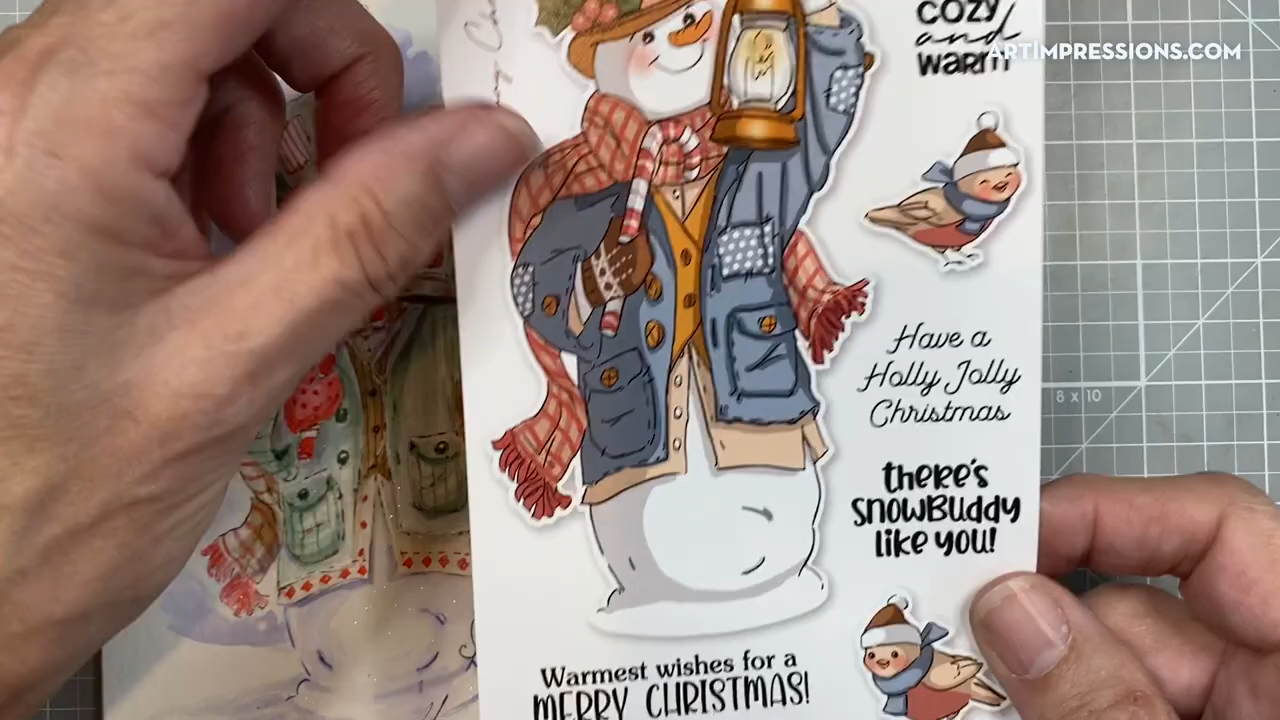 COZY
and
WARM
ARTIMPRESSIONS.COM
Have a
Holly Jolly
Christmas
there's
snowbuddy
like you!
8 x 10
Warmest wishes for a
MERRY CHRISTMAS!